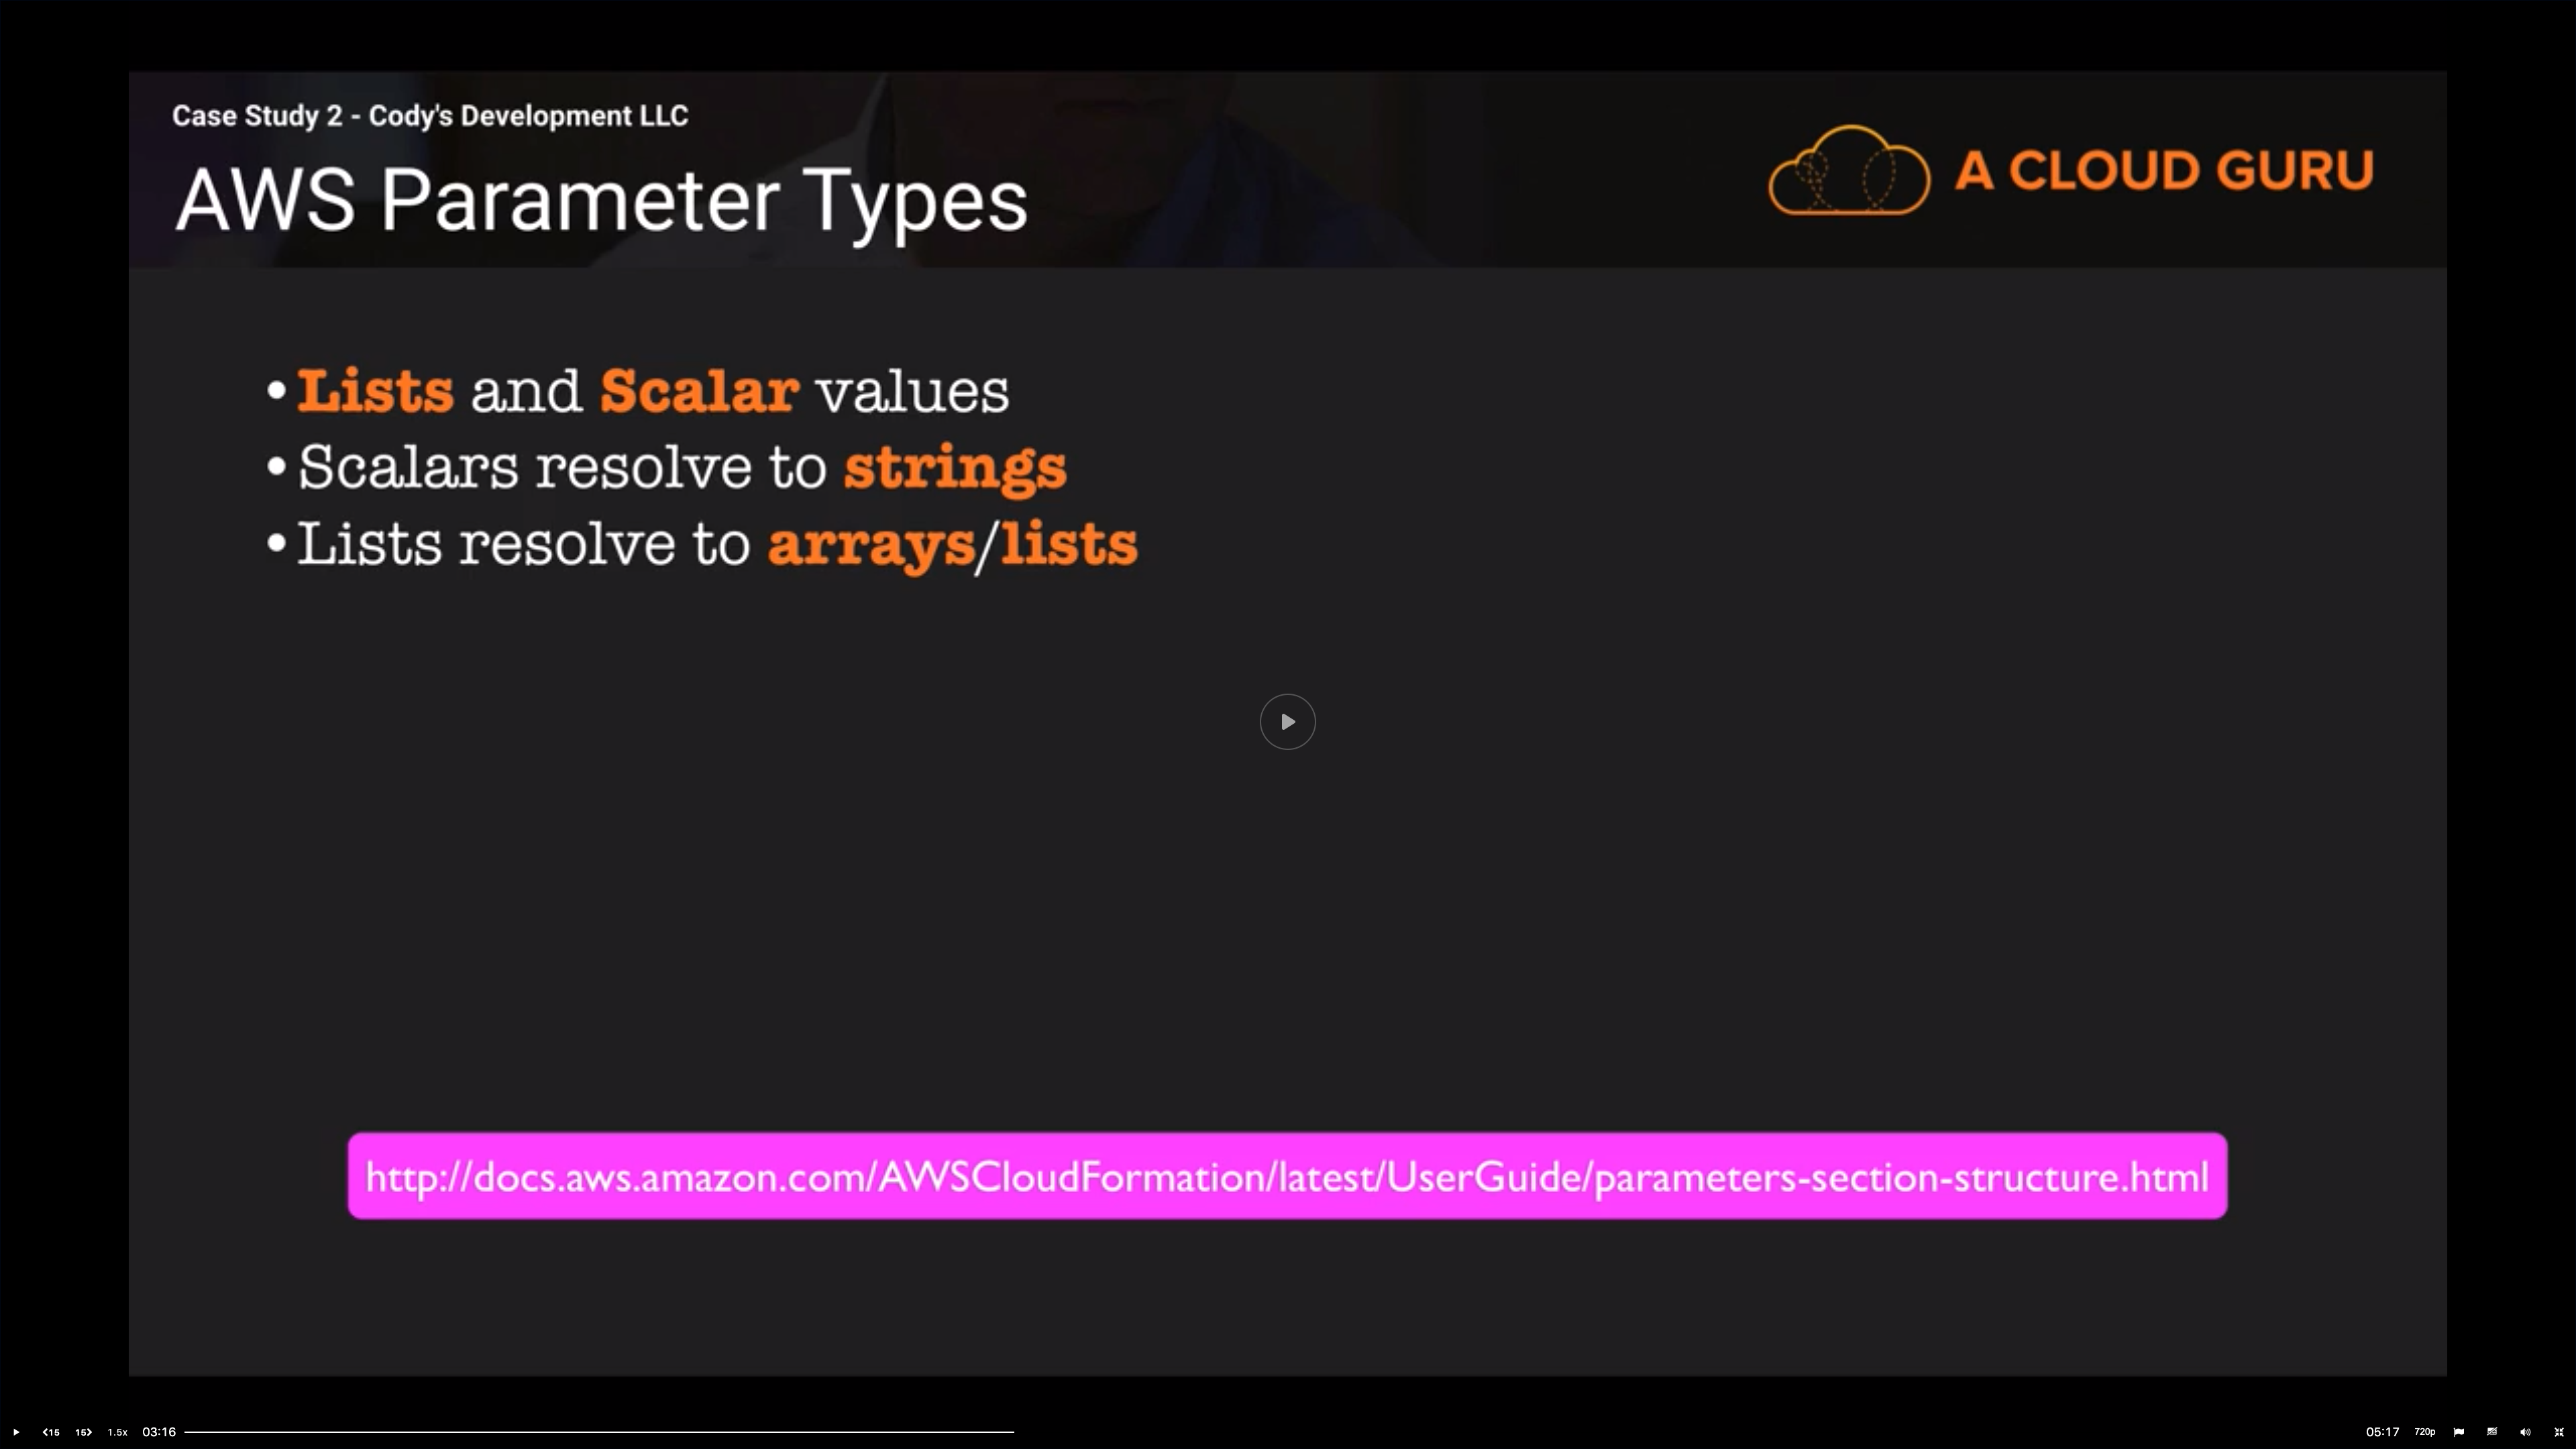 Case Study 2 - Cody's Development LLC
AWS Parameter Types
A CLOUD GURU
• Lists and Scalar values
• Scalars resolve to strings
• Lists resolve to arrays/lists
http://docs.aws.amazon.com/AWSCloudFormation/latest/UserGuide/parameters-section-structure.html
<15 15> 1.5x 03:16 05:17 720p